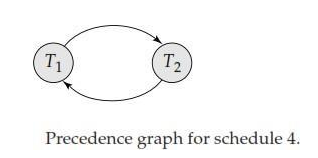 T₁ T₂
Precedence graph for schedule 4.